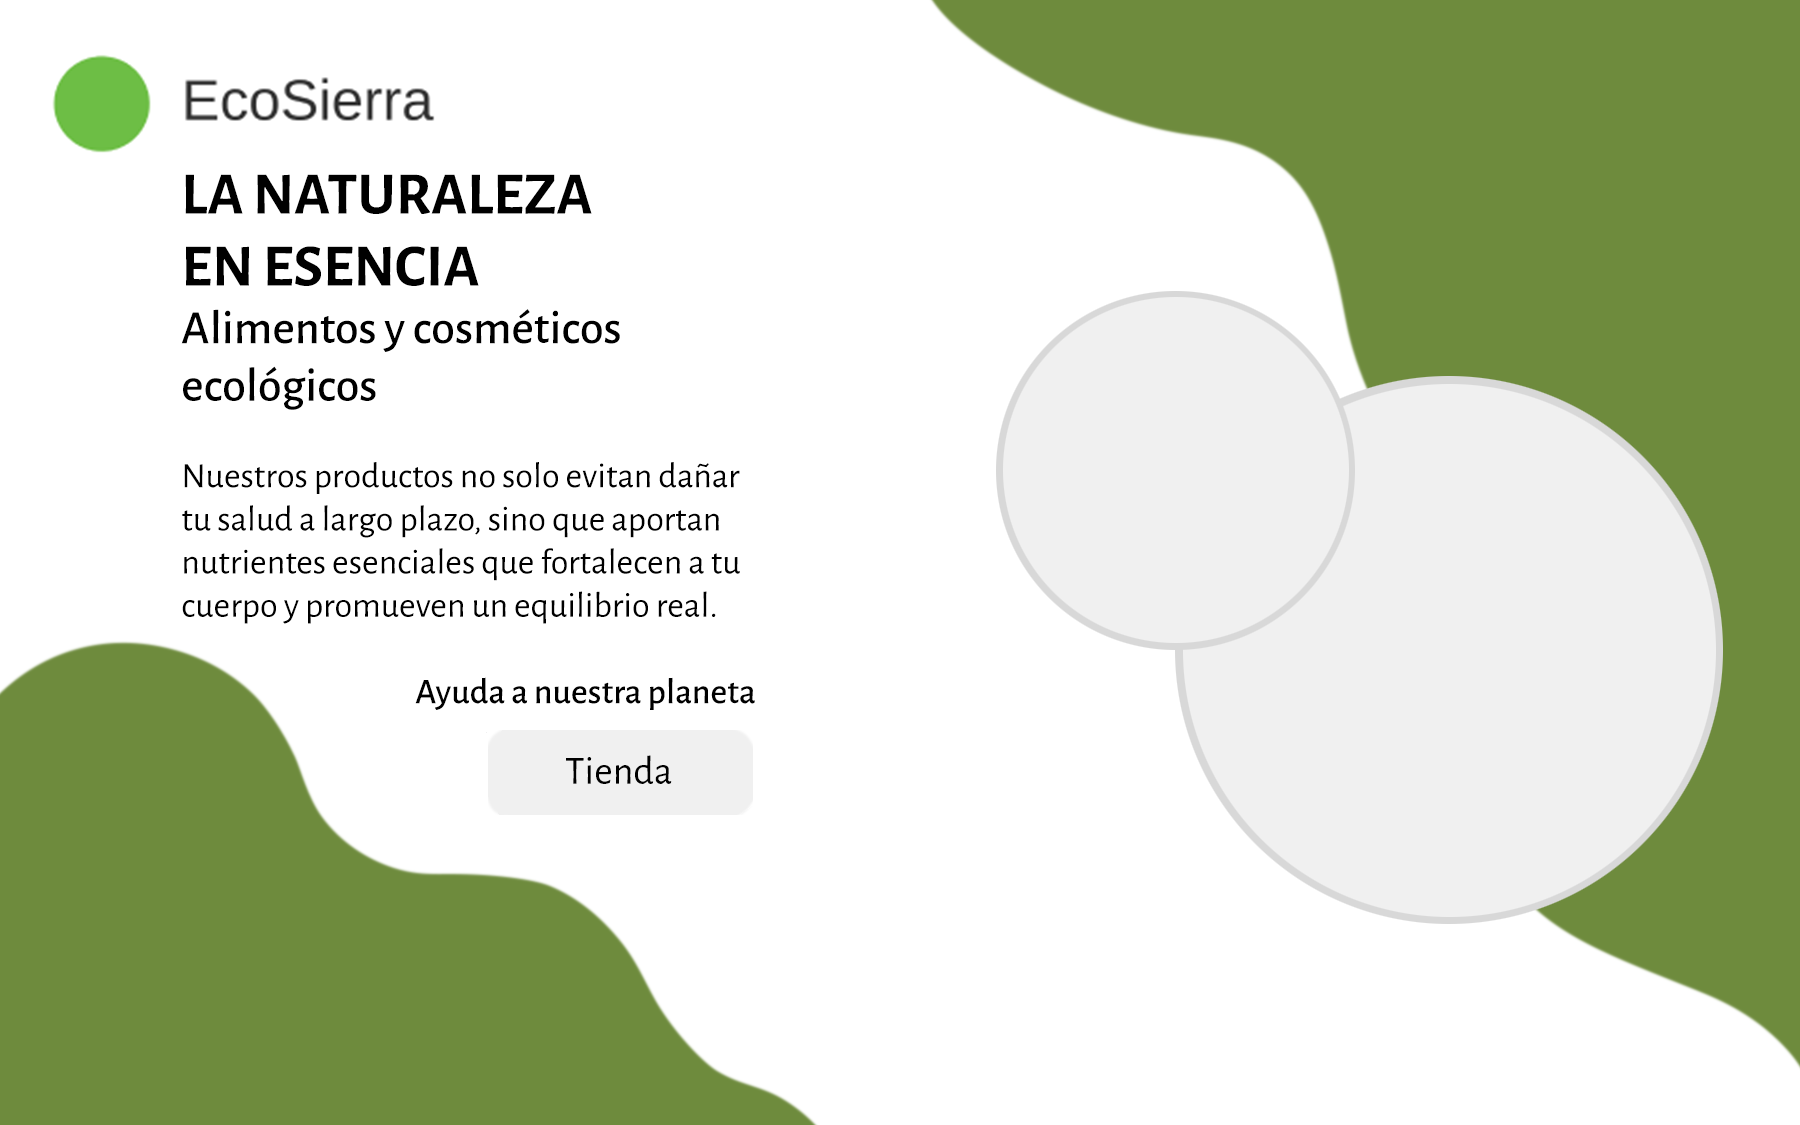 EcoSierra
LA NATURALEZA
EN ESENCIA
Alimentos y cosméticos
ecológicos
Nuestros productos no solo evitan dañar
tu salud a largo plazo, sino que aportan
nutrientes esenciales que fortalecen a tu
cuerpo y promueven un equilibrio real.
Ayuda a nuestra planeta
Tienda